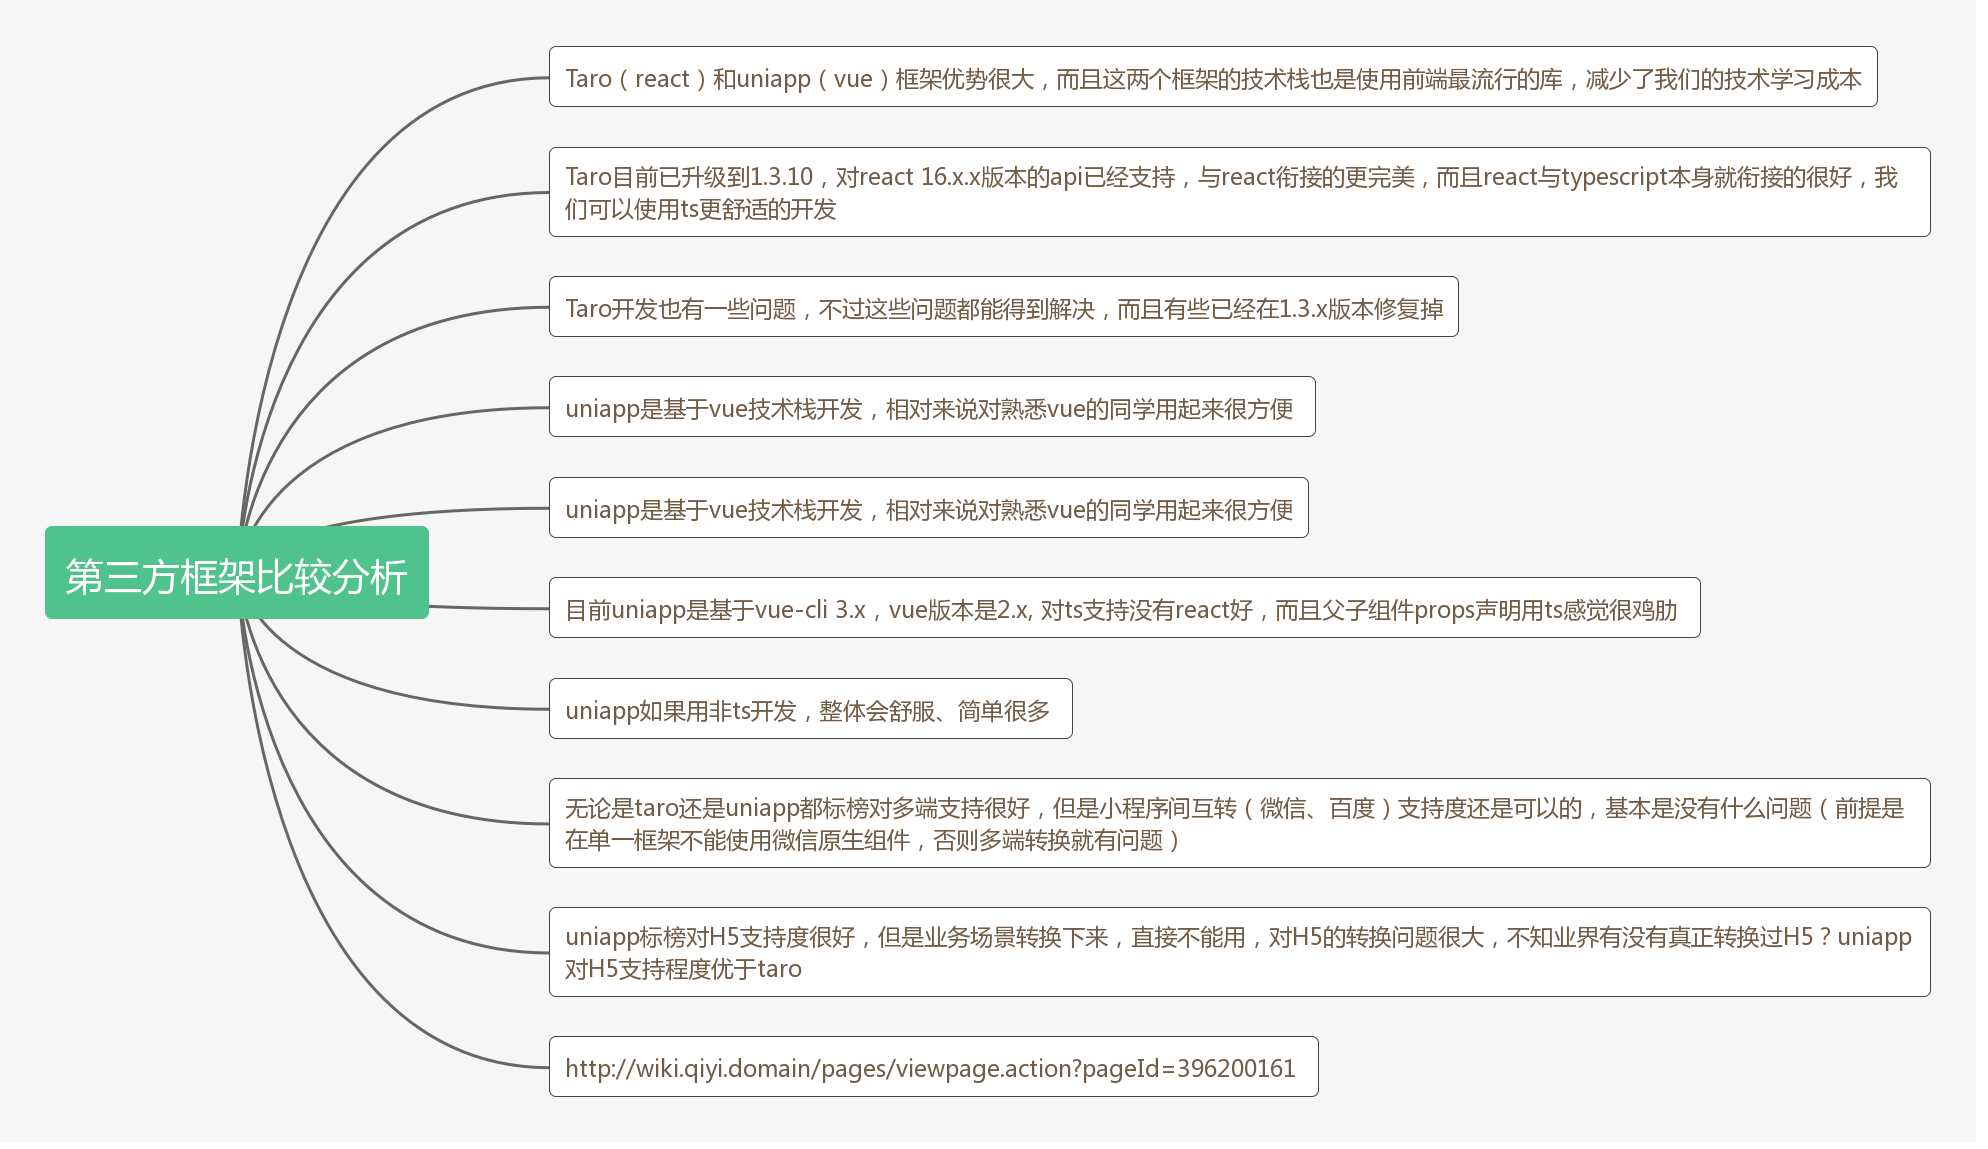 Taro（react）和uniapp（vue）框架优势很大，而且这两个框架的技术栈也是使用前端最流行的库，减少了我们的技术学习成本
Taro目前已升级到1.3.10，对react 16.x.x版本的api已经支持，与react衔接的更完美，而且react与typescript本身就衔接的很好，我
们可以使用ts更舒适的开发
Taro开发也有一些问题，不过这些问题都能得到解决，而且有些已经在1.3.x版本修复掉
uniapp是基于vue技术栈开发，相对来说对熟悉vue的同学用起来很方便
uniapp是基于vue技术栈开发，相对来说对熟悉vue的同学用起来很方便
第三方框架比较分析
目前uniapp是基于vue-cli 3.x，vue版本是2.x, 对ts支持没有react好，而且父子组件props声明用ts感觉很鸡肋
uniapp如果用非ts开发，整体会舒服、简单很多
无论是taro还是uniapp都标榜对多端支持很好，但是小程序间互转（微信、百度）支持度还是可以的，基本是没有什么问题（前提是
在单一框架不能使用微信原生组件，否则多端转换就有问题）
uniapp标榜对H5支持度很好，但是业务场景转换下来，直接不能用，对H5的转换问题很大，不知业界有没有真正转换过H5？uniapp
对H5支持程度优于taro
http://wiki.qiyi.domain/pages/viewpage.action?pageId=396200161